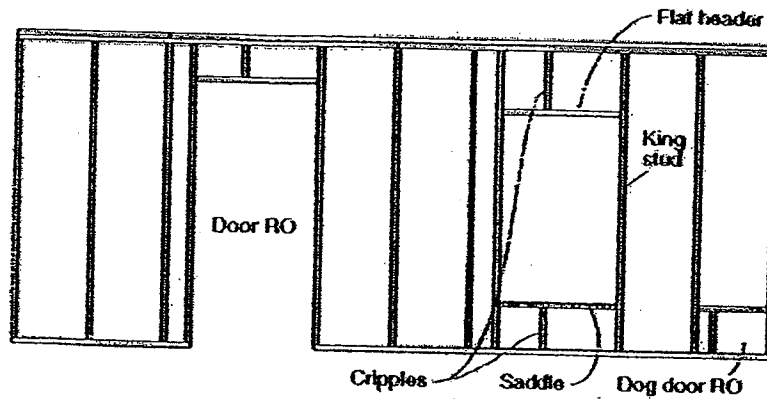 Flat header
King
stud
Door RO
Cripples
Saddle
Dog door RO